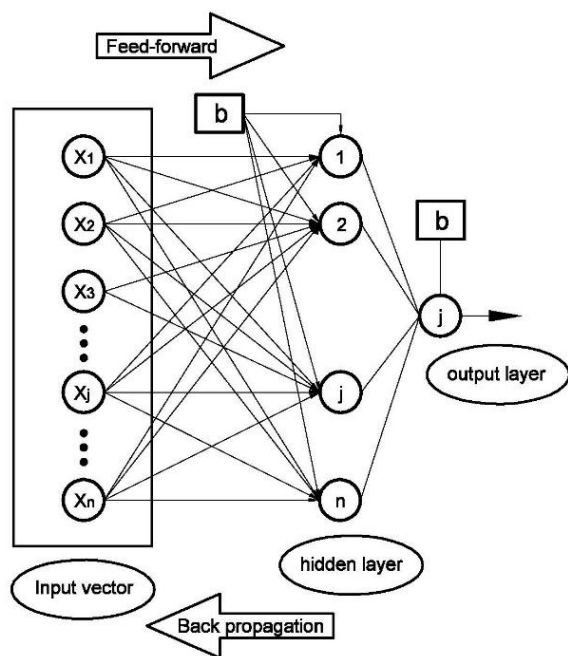 Feed-forward
b
X1
1
X2
2
b
X3
j
output layer
Xj
j
Xn
n
hidden layer
Input vector
Back propagation